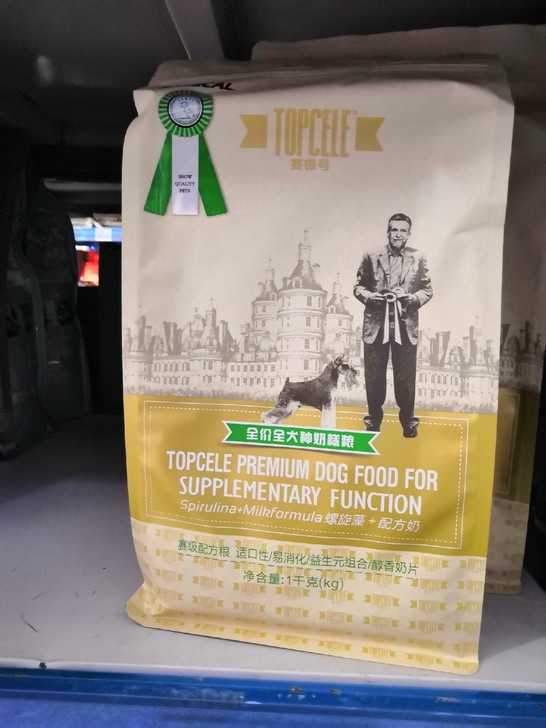 TOPCELE
赛级号
SHOW
QUALITY
PETS
全价全犬种奶糕粮
TOPCELE PREMIUM DOG FOOD FOR
SUPPLEMENTARY FUNCTION
Spirulina+Milkformula 螺旋藻 + 配方奶
赛级配方粮 适口性/易消化/益生元组合/醇香奶片
净含量:1千克(kg)